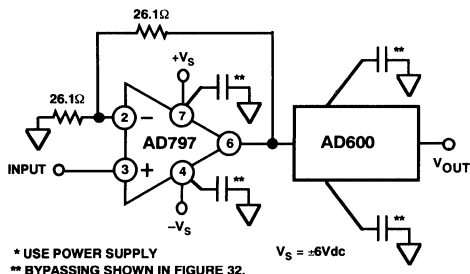 26.1Ω
26.1Ω
+VS
**
2
−
7
AD797
6
AD600
**
VOUT
INPUT
3
+
4
**
−VS
**
* USE POWER SUPPLY
** BYPASSING SHOWN IN FIGURE 32.
VS = ±6Vdc